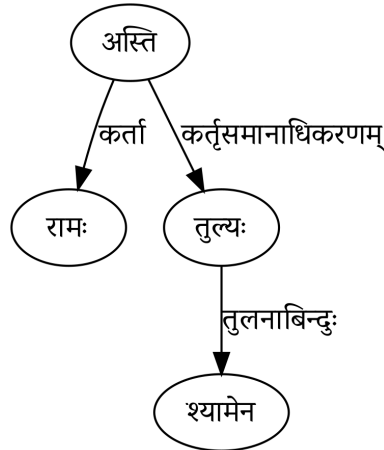 अस्ति
कर्ता
कर्तृसमानाधिकरणम्
रामः
तुल्यः
तुलनाबिन्दुः
श्यामेन